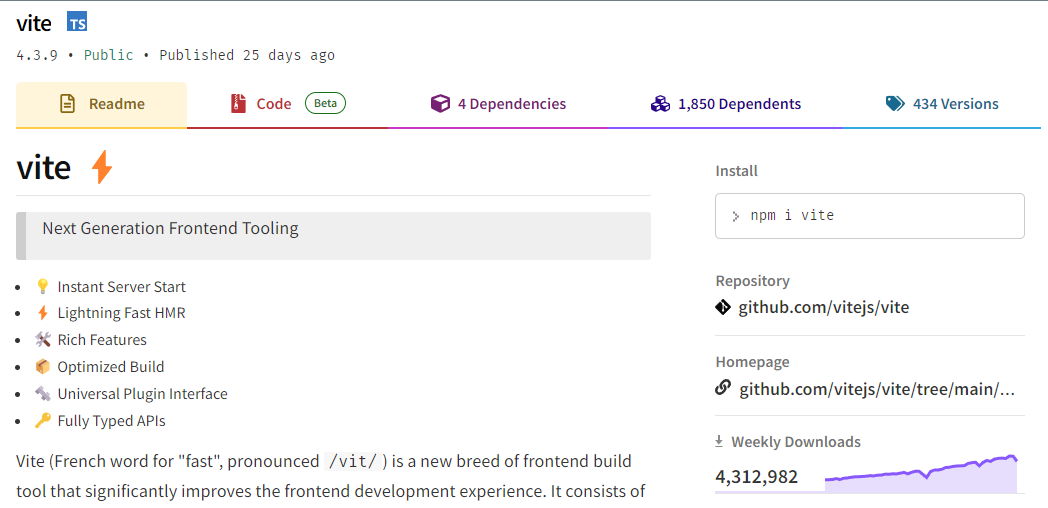 vite TS
4.3.9 • Public • Published 25 days ago
Readme
Code Beta
4 Dependencies
1,850 Dependents
434 Versions
vite ⚡
Next Generation Frontend Tooling
• 💡 Instant Server Start
• ⚡ Lightning Fast HMR
• 🛠️ Rich Features
• 📦 Optimized Build
• 🔩 Universal Plugin Interface
• 🔑 Fully Typed APIs
Vite (French word for "fast", pronounced /vit/ ) is a new breed of frontend build
tool that significantly improves the frontend development experience. It consists of
Install
> npm i vite
Repository
github.com/vitejs/vite
Homepage
github.com/vitejs/vite/tree/main/...
Weekly Downloads
4,312,982